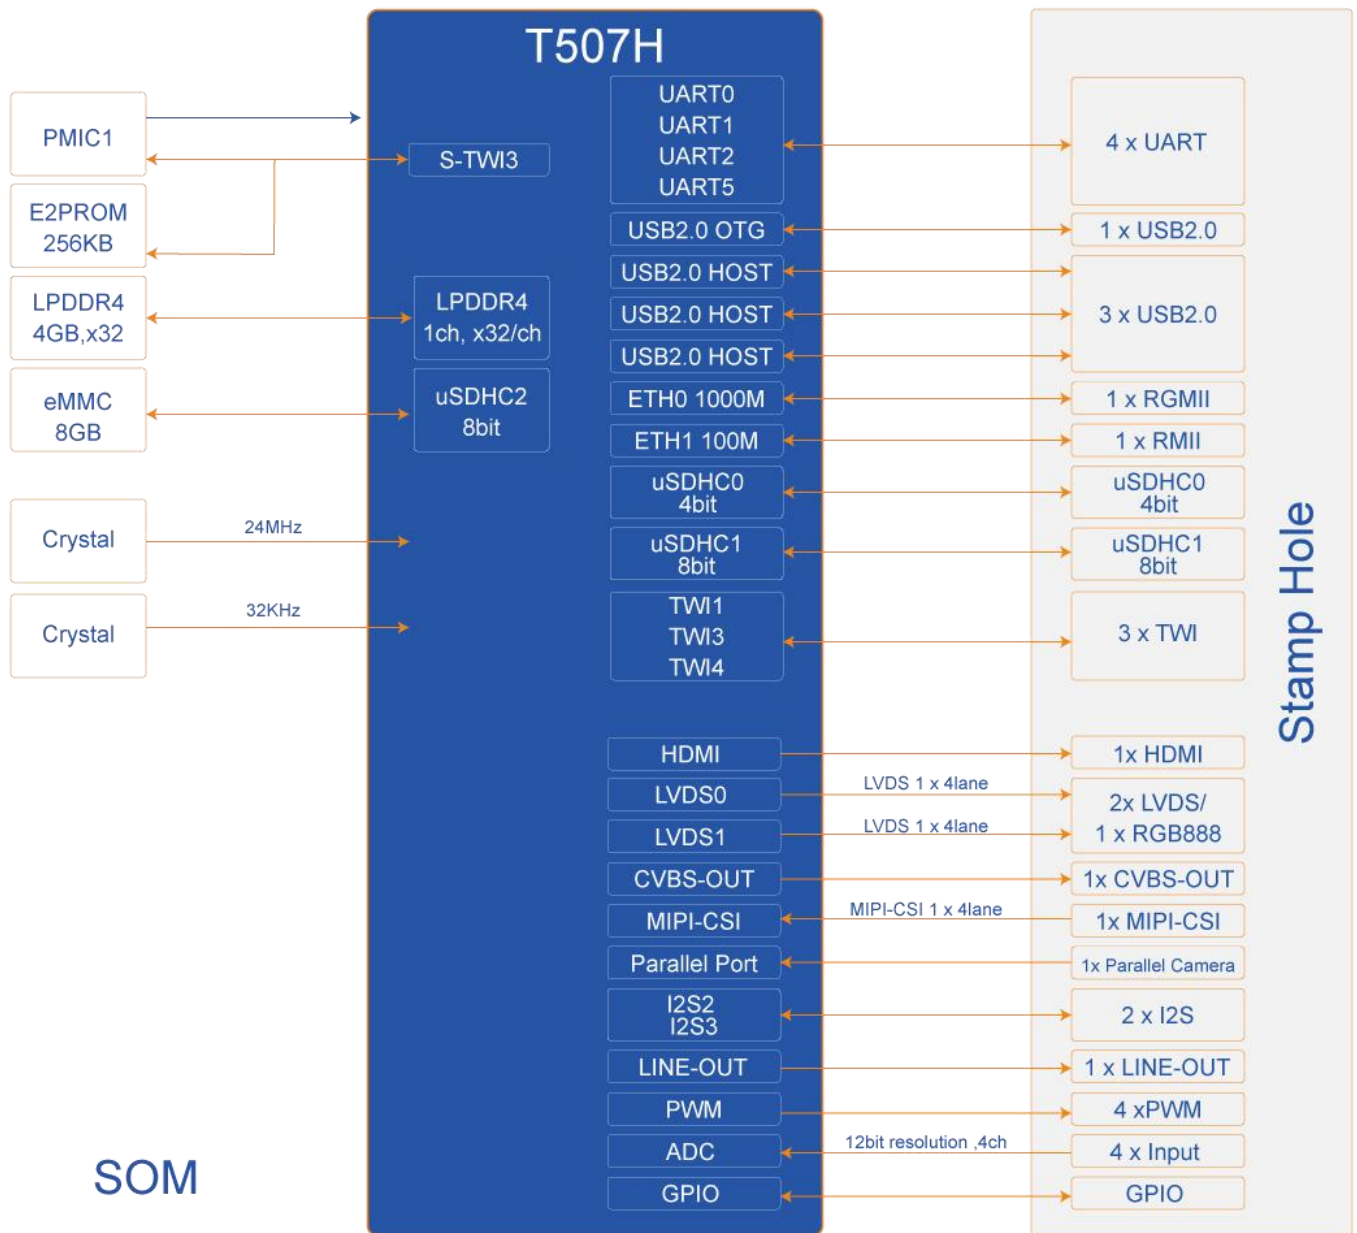 T507H
PMIC1
E2PROM
256KB
LPDDR4
4GB,x32
eMMC
8GB
Crystal
24MHz
Crystal
32KHz
SOM
S-TWI3
LPDDR4
1ch, x32/ch
uSDHC2
8bit
UART0
UART1
UART2
UART5
USB2.0 OTG
USB2.0 HOST
USB2.0 HOST
USB2.0 HOST
ETH0 1000M
ETH1 100M
uSDHC0
4bit
uSDHC1
8bit
TWI1
TWI3
TWI4
HDMI
LVDS0
LVDS1
CVBS-OUT
MIPI-CSI
Parallel Port
I2S2
I2S3
LINE-OUT
PWM
ADC
GPIO
LVDS 1 x 4lane
LVDS 1 x 4lane
MIPI-CSI 1 x 4lane
12bit resolution ,4ch
4 x UART
1 x USB2.0
3 x USB2.0
1 x RGMII
1 x RMII
uSDHC0
4bit
uSDHC1
8bit
3 x TWI
1x HDMI
2x LVDS/
1 x RGB888
1x CVBS-OUT
1x MIPI-CSI
1x Parallel Camera
2 x I2S
1 x LINE-OUT
4 xPWM
4 x Input
GPIO
Stamp Hole